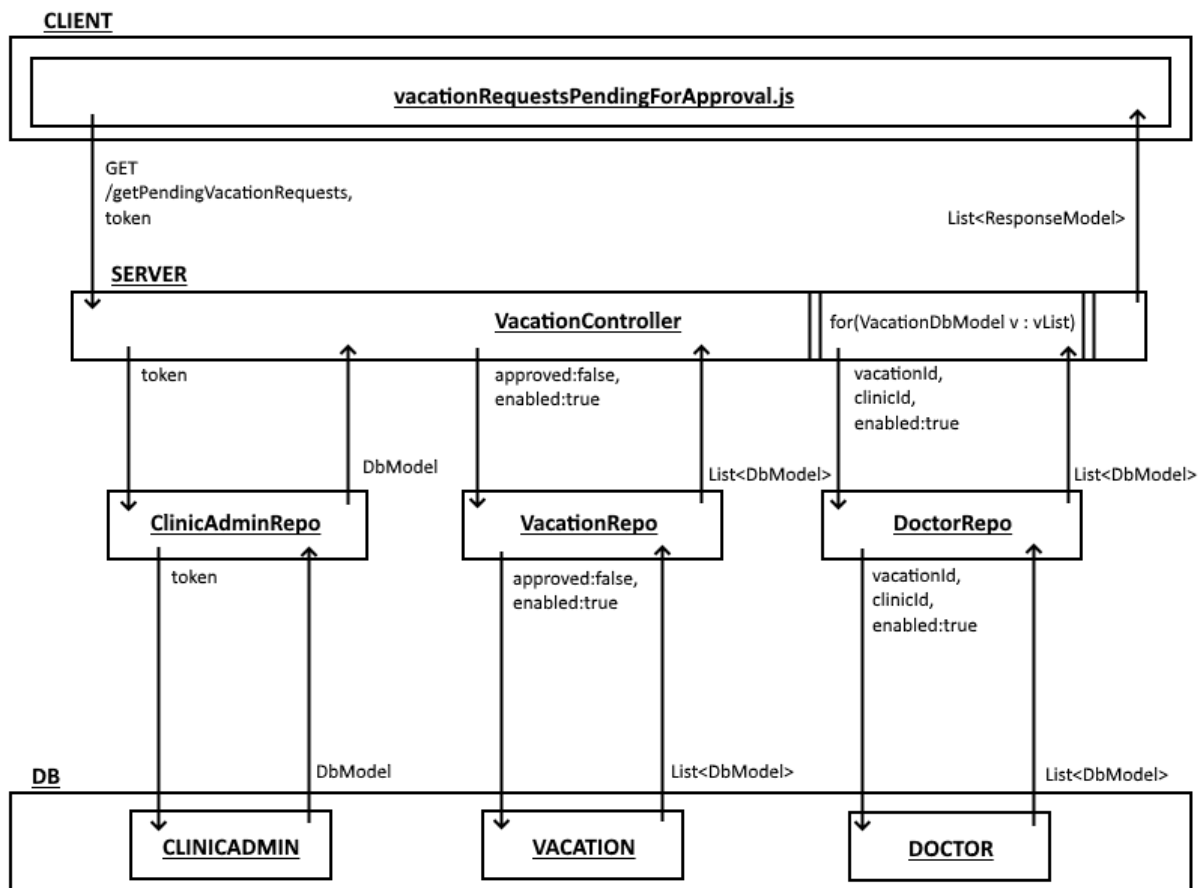 CLIENT
vacationRequestsPendingForApproval.js
GET
/getPendingVacationRequests,
token
List<ResponseModel>
SERVER
VacationController
for(VacationDbModel v : vList)
token
approved:false,
enabled:true
vacationId,
clinicId,
enabled:true
DbModel
List<DbModel>
List<DbModel>
ClinicAdminRepo
VacationRepo
DoctorRepo
token
approved:false,
enabled:true
vacationId,
clinicId,
enabled:true
DbModel
List<DbModel>
List<DbModel>
DB
CLINICADMIN
VACATION
DOCTOR